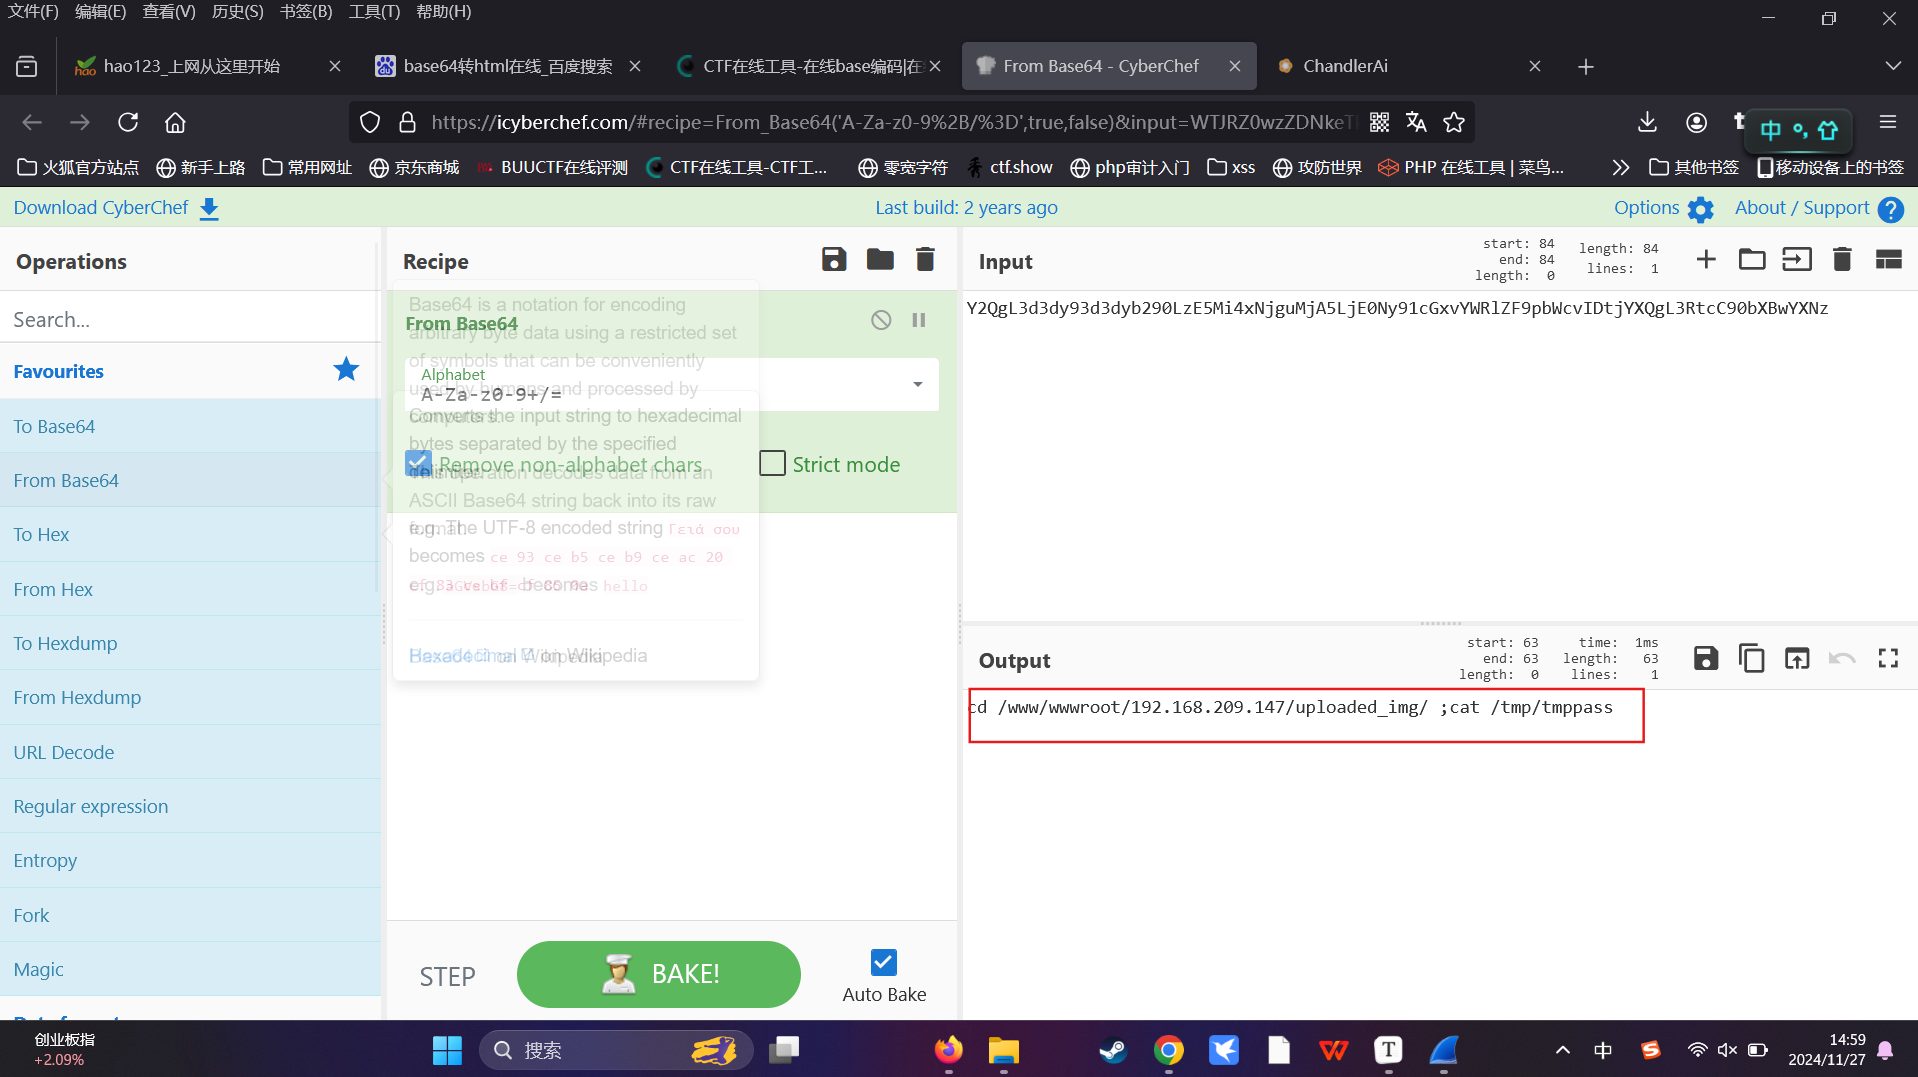 文件(F) 编辑(E) 查看(V) 历史(S) 书签(B) 工具(T) 帮助(H)
hao123_上网从这里开始
base64转html在线_百度搜索
CTF在线工具-在线base编码|在
From Base64 - CyberChef
ChandlerAi
https://icyberchef.com/#recipe=From_Base64('A-Za-z0-9%2B/%3D',true,false)&input=WTJRZ0wzZDNkeT
中
火狐官方站点
新手上路
常用网址
京东商城
BUUCTF在线评测
CTF在线工具-CTF工...
零宽字符
ctf.show
php审计入门
xss
攻防世界
PHP 在线工具 | 菜鸟...
其他书签
移动设备上的书签
Download CyberChef
Last build: 2 years ago
Options
About / Support
Operations
Search...
Favourites
To Base64
From Base64
To Hex
From Hex
To Hexdump
From Hexdump
URL Decode
Regular expression
Entropy
Fork
Magic
Recipe
From Base64
Base64 is a notation for encoding
arbitrary byte data using a restricted set
of symbols that can be conveniently
used by humans and processed by
computers.
Alphabet
A-Za-z0-9+/=
Remove non-alphabet chars
Strict mode
Converts the input string to hexadecimal
bytes separated by the specified
delimiter.
This operation decodes data from an
ASCII Base64 string back into its raw
format.
e.g. The UTF-8 encoded string Γειά σου
becomes ce 93 ce b5 ce b9 ce ac 20
e.g. becomes hello
Hexadecimal on Wikipedia
Base64 on Wikipedia
STEP
BAKE!
Auto Bake
Input
start: 84
end: 84
length: 0
length: 84
lines: 1
Y2QgL3d3dy93d3dyb290LzE5Mi4xNjguMjA5LjE0Ny91cGxvYWRlZF9pbWcvIDtjYXQgL3RtcC90bXBwYXNz
Output
start: 63
end: 63
length: 0
time: 1ms
length: 63
lines: 1
cd /www/wwwroot/192.168.209.147/uploaded_img/ ;cat /tmp/tmppass
创业板指
+2.09%
搜索
中
14:59
2024/11/27